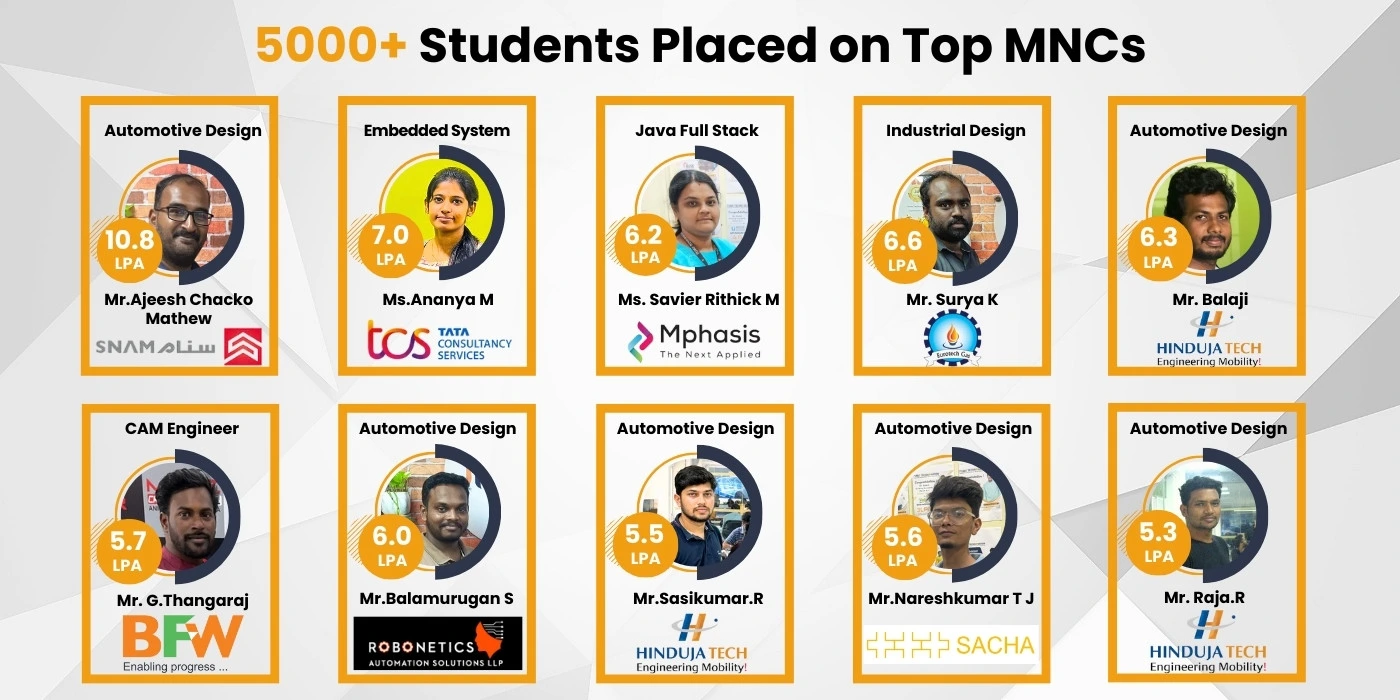 5000+ Students Placed on Top MNCs
Automotive Design
10.8
LPA
Mr.Ajeesh Chacko
Mathew
SNAM سنام
Embedded System
7.0
LPA
Ms.Ananya M
tcs TATA
CONSULTANCY
SERVICES
Java Full Stack
6.2
LPA
Ms. Savier Rithick M
Mphasis
The Next Applied
Industrial Design
6.6
LPA
Mr. Surya K
Eurotech Cad
Automotive Design
6.3
LPA
Mr. Balaji
HINDUJA TECH
Engineering Mobility!
CAM Engineer
5.7
LPA
Mr. G.Thangaraj
BFW
Enabling progress ...
Automotive Design
6.0
LPA
Mr.Balamurugan S
ROBONETICS
AUTOMATION SOLUTIONS LLP
Automotive Design
5.5
LPA
Mr.Sasikumar.R
HINDUJA TECH
Engineering Mobility!
Automotive Design
5.6
LPA
Mr.Nareshkumar T J
SACHA
Automotive Design
5.3
LPA
Mr. Raja.R
HINDUJA TECH
Engineering Mobility!